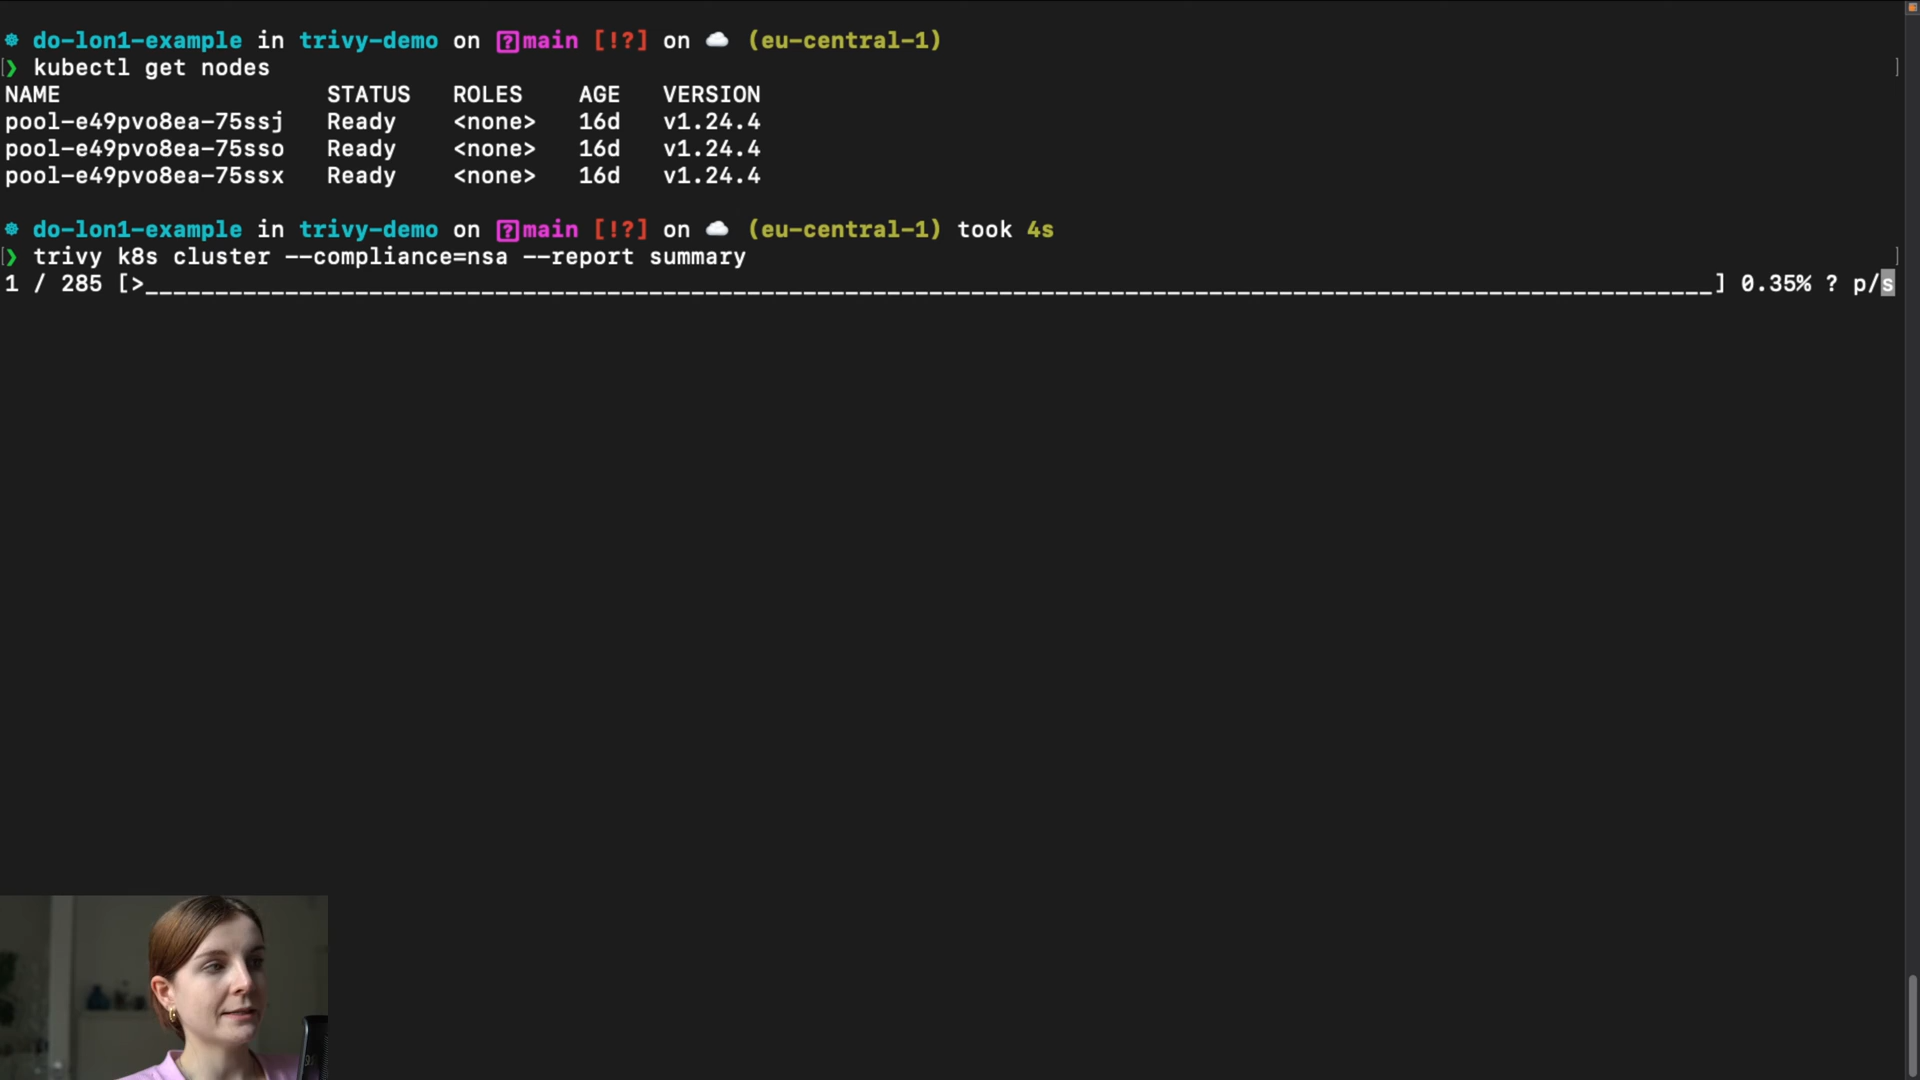 do-lon1-example in trivy-demo on ?main [!?] on ☁️ (eu-central-1)
[❯ kubectl get nodes ]
NAME STATUS ROLES AGE VERSION
pool-e49pvo8ea-75ssj Ready <none> 16d v1.24.4
pool-e49pvo8ea-75sso Ready <none> 16d v1.24.4
pool-e49pvo8ea-75ssx Ready <none> 16d v1.24.4
do-lon1-example in trivy-demo on ?main [!?] on ☁️ (eu-central-1) took 4s
[❯ trivy k8s cluster --compliance=nsa --report summary ]
1 / 285 [>________________________________________________________________________________________________________________] 0.35% ? p/s